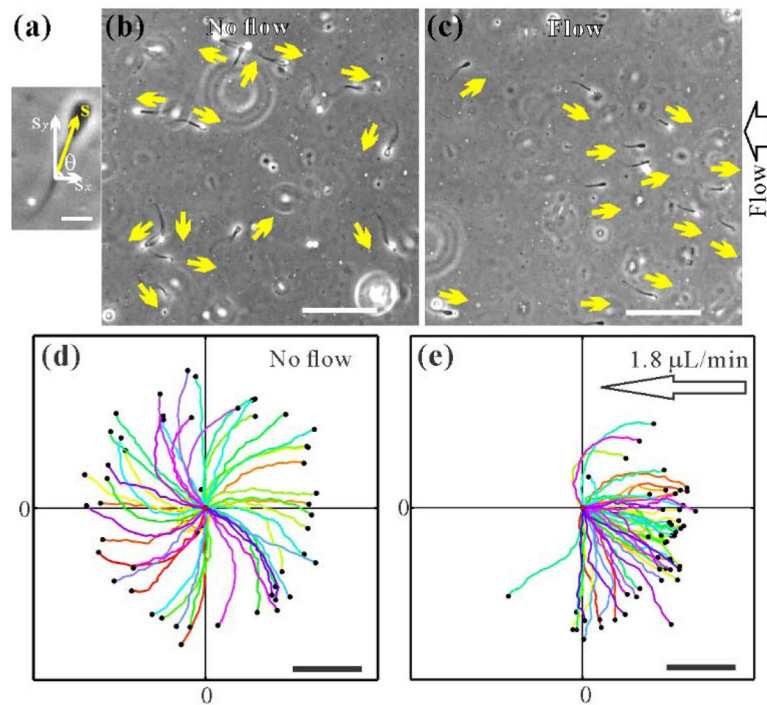 (a)
(b)
No flow
(c)
Flow
s
Sy
θ
Sx
Flow
(d)
No flow
(e)
1.8 μL/min
0
0
0
0